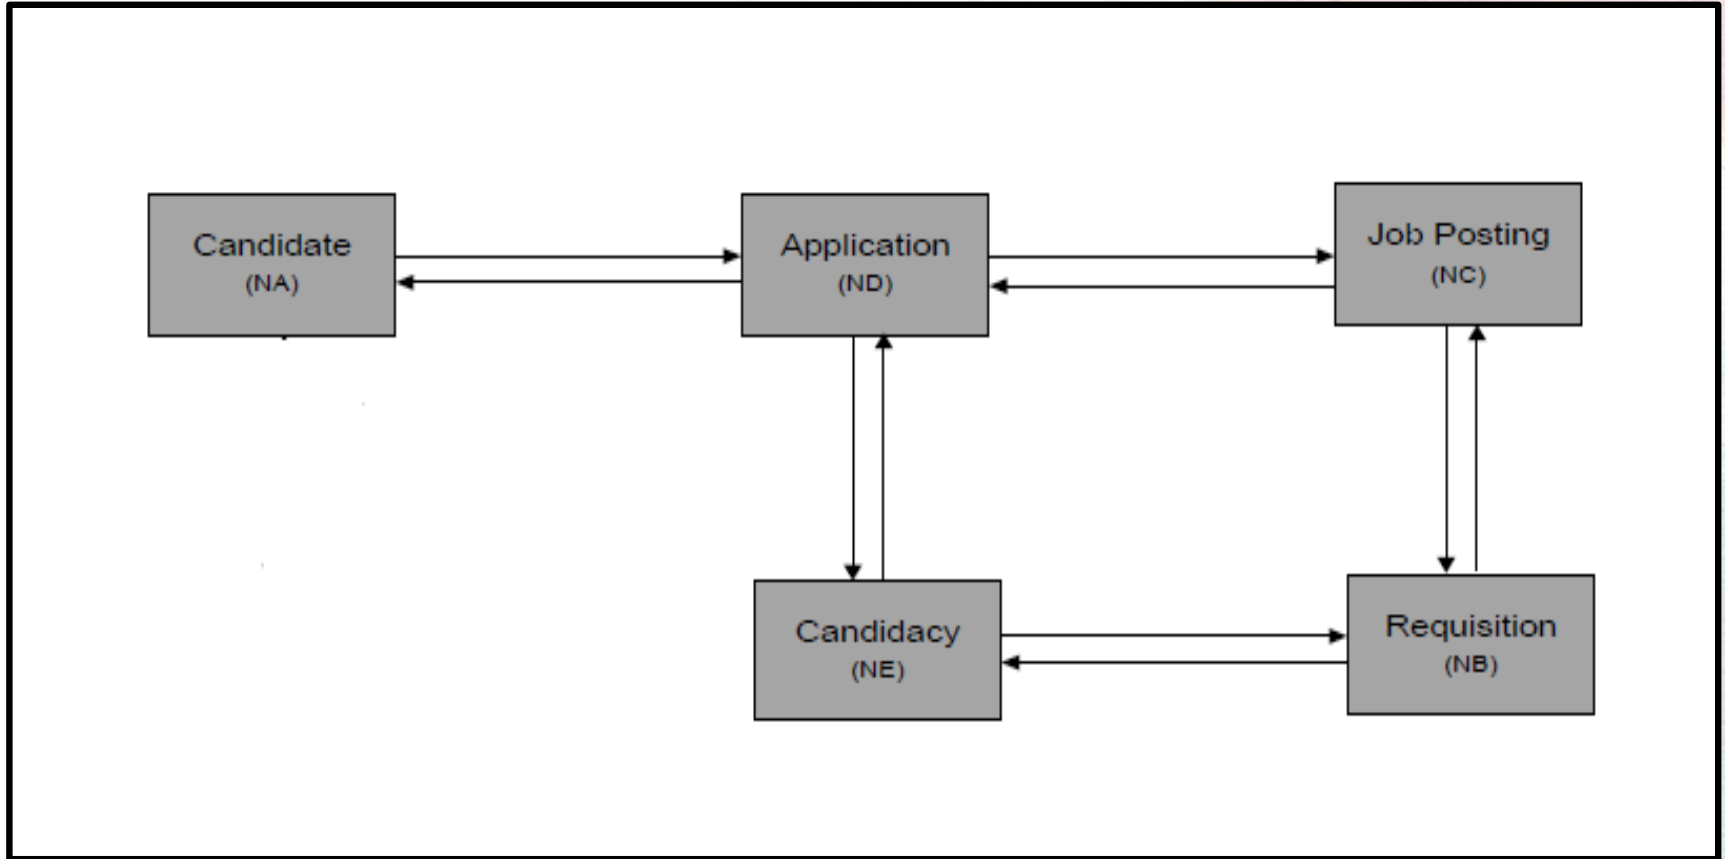 Candidate
(NA)
Application
(ND)
Job Posting
(NC)
Candidacy
(NE)
Requisition
(NB)